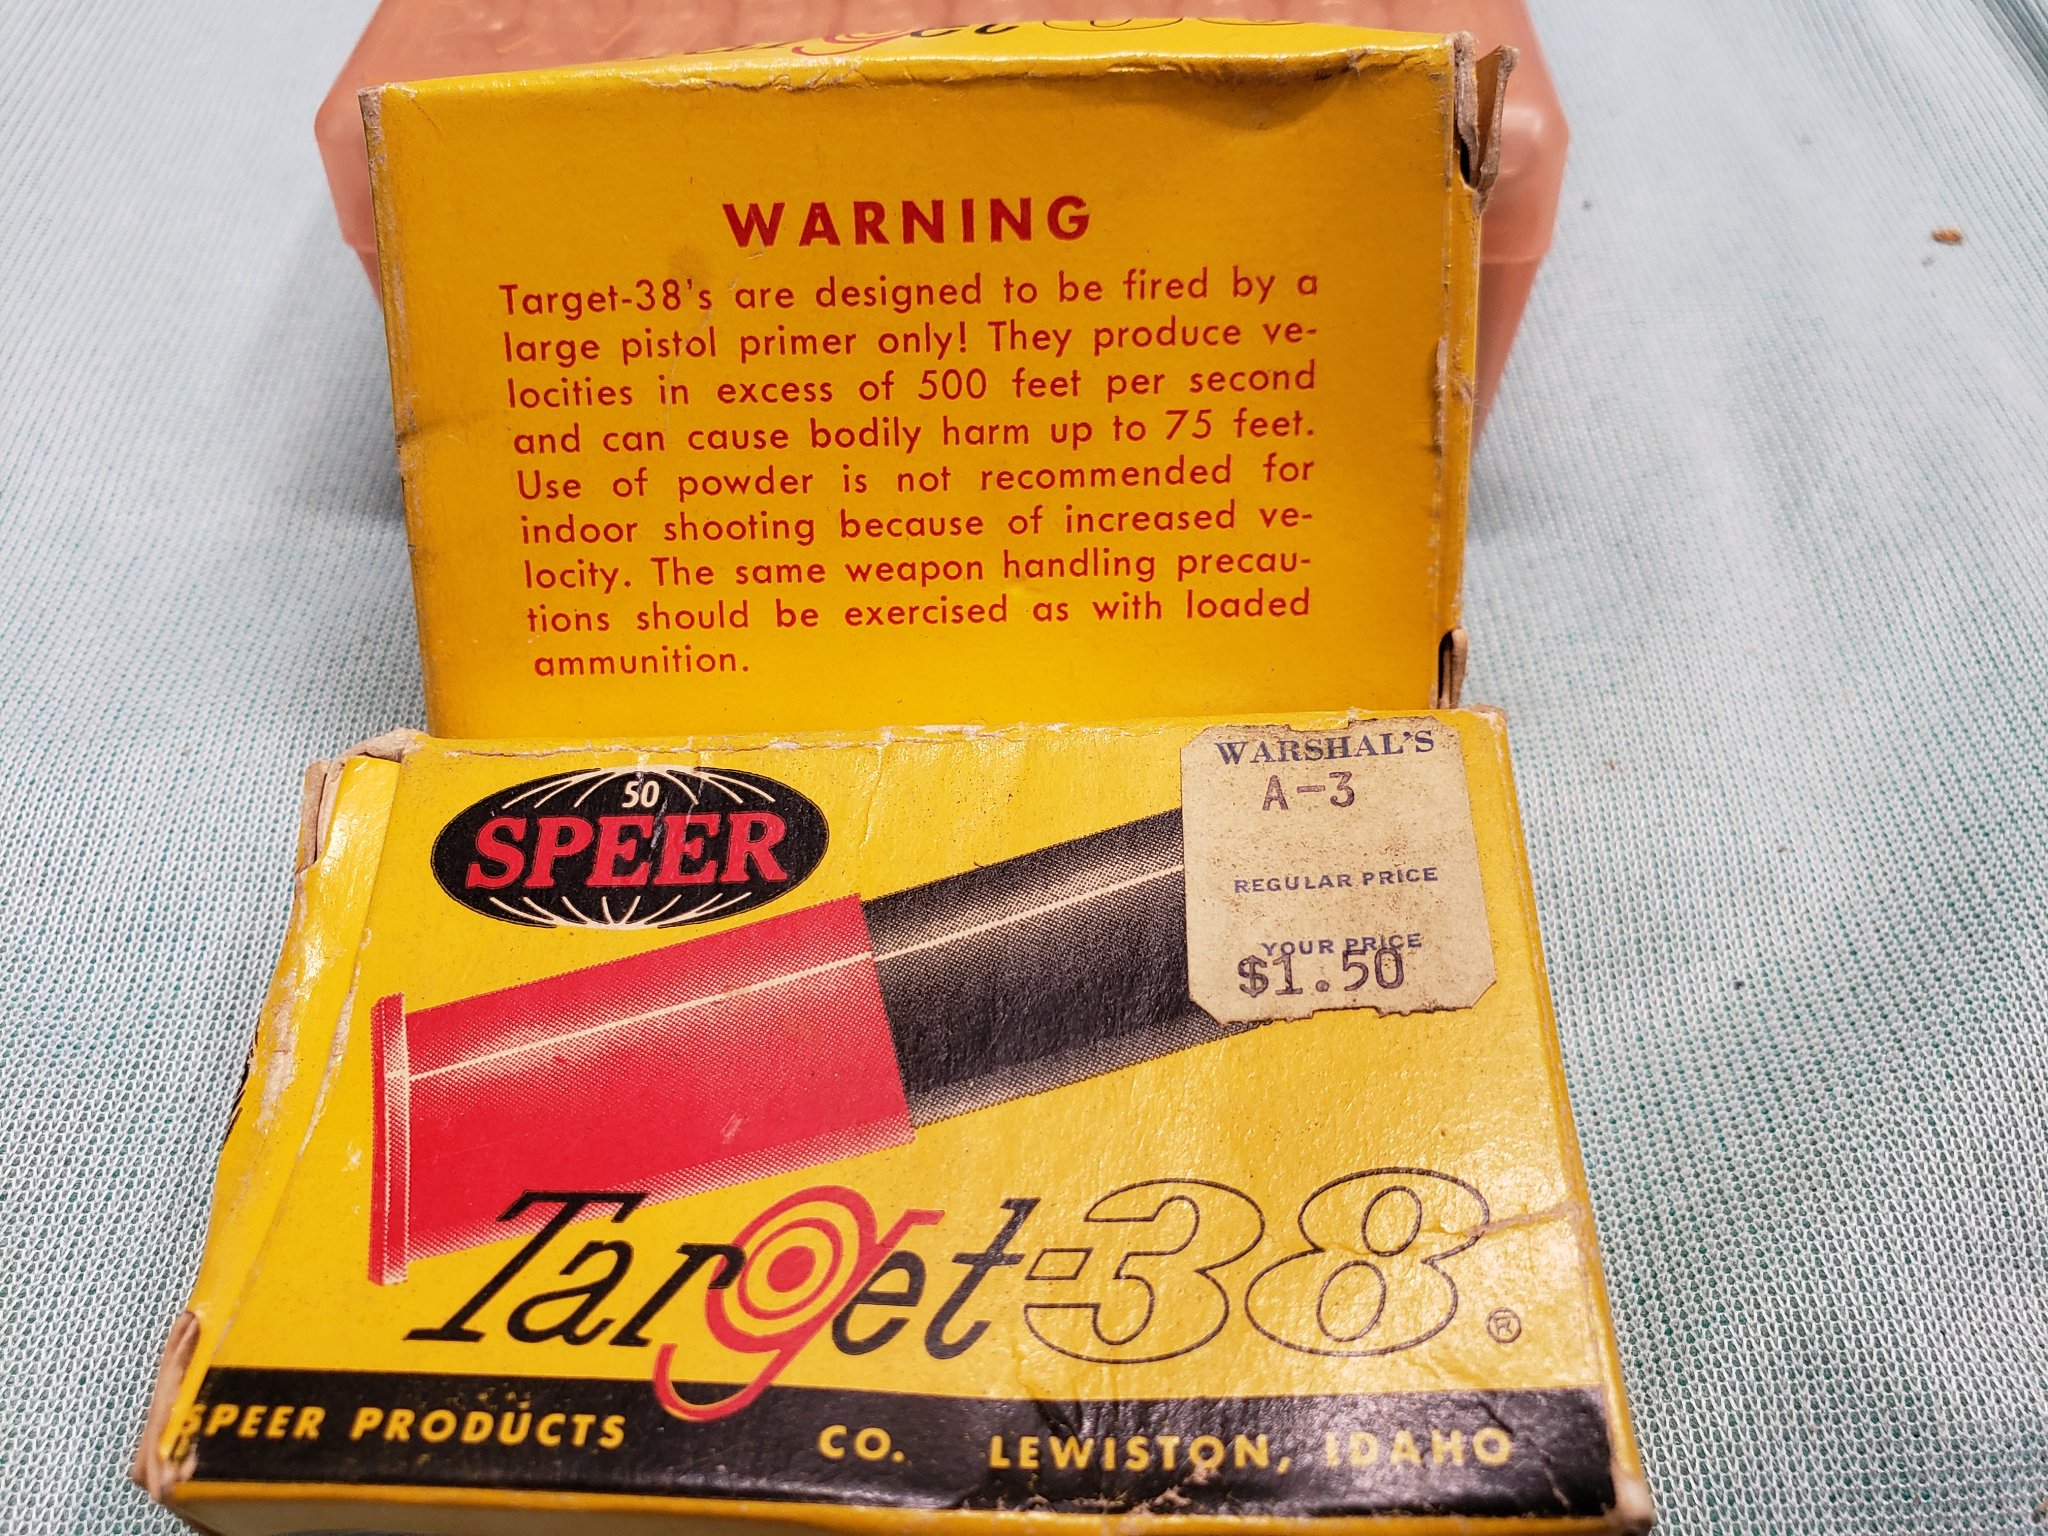 WARNING
Target-38's are designed to be fired by a
large pistol primer only! They produce ve-
locities in excess of 500 feet per second
and can cause bodily harm up to 75 feet.
Use of powder is not recommended for
indoor shooting because of increased ve-
locity. The same weapon handling precau-
tions should be exercised as with loaded
ammunition.
50
SPEER
WARSHAL'S
A-3
REGULAR PRICE
YOUR PRICE
$1.50
Target-38®
SPEER PRODUCTS CO. LEWISTON, IDAHO